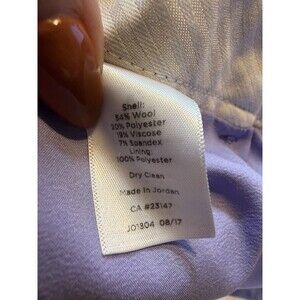 Shell:
54% Wool
20% Polyester
19% Viscose
7% Spandex
Lining:
100% Polyester
Dry Clean
Made in Jordan
CA #23147
J01304 08/17